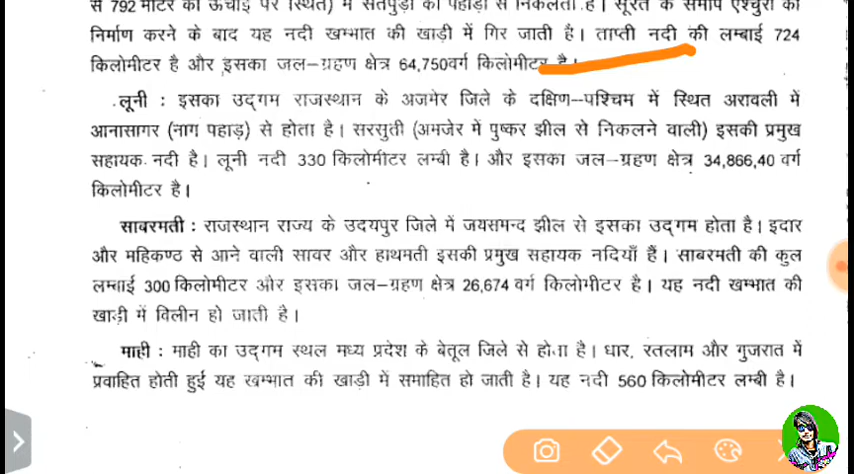 से 792 मीटर की ऊंचाई पर स्थित) में सतपुड़ा की पहाड़ी से निकलती है। सूरत के समीप एश्चुरी का
निर्माण करने के बाद यह नदी खम्भात की खाड़ी में गिर जाती है। ताप्ती नदी की लम्बाई 724
किलोमीटर है और इसका जल-ग्रहण क्षेत्र 64,750वर्ग किलोमीटर है।
लूनी : इसका उद्गम राजस्थान के अजमेर जिले के दक्षिण-पश्चिम में स्थित अरावली में
आनासागर (नाग पहाड़) से होता है। सरसुती (अमजेर में पुष्कर झील से निकलने वाली) इसकी प्रमुख
सहायक नदी है। लूनी नदी 330 किलोमीटर लम्बी है। और इसका जल-ग्रहण क्षेत्र 34,866,40 वर्ग
किलोमीटर है।
साबरमती : राजस्थान राज्य के उदयपुर जिले में जयसमन्द झील से इसका उद्गम होता है। इदार
और महिकण्ठ से आने वाली सावर और हाथमती इसकी प्रमुख सहायक नदियाँ हैं। साबरमती की कुल
लम्बाई 300 किलोमीटर और इसका जल-ग्रहण क्षेत्र 26,674 वर्ग किलोमीटर है। यह नदी खम्भात की
खाड़ी में विलीन हो जाती है।
माही : माही का उद्गम स्थल मध्य प्रदेश के बेतूल जिले से होता है। धार, रतलाम और गुजरात में
प्रवाहित होती हुई यह खम्भात की खाड़ी में समाहित हो जाती है। यह नदी 560 किलोमीटर लम्बी है।